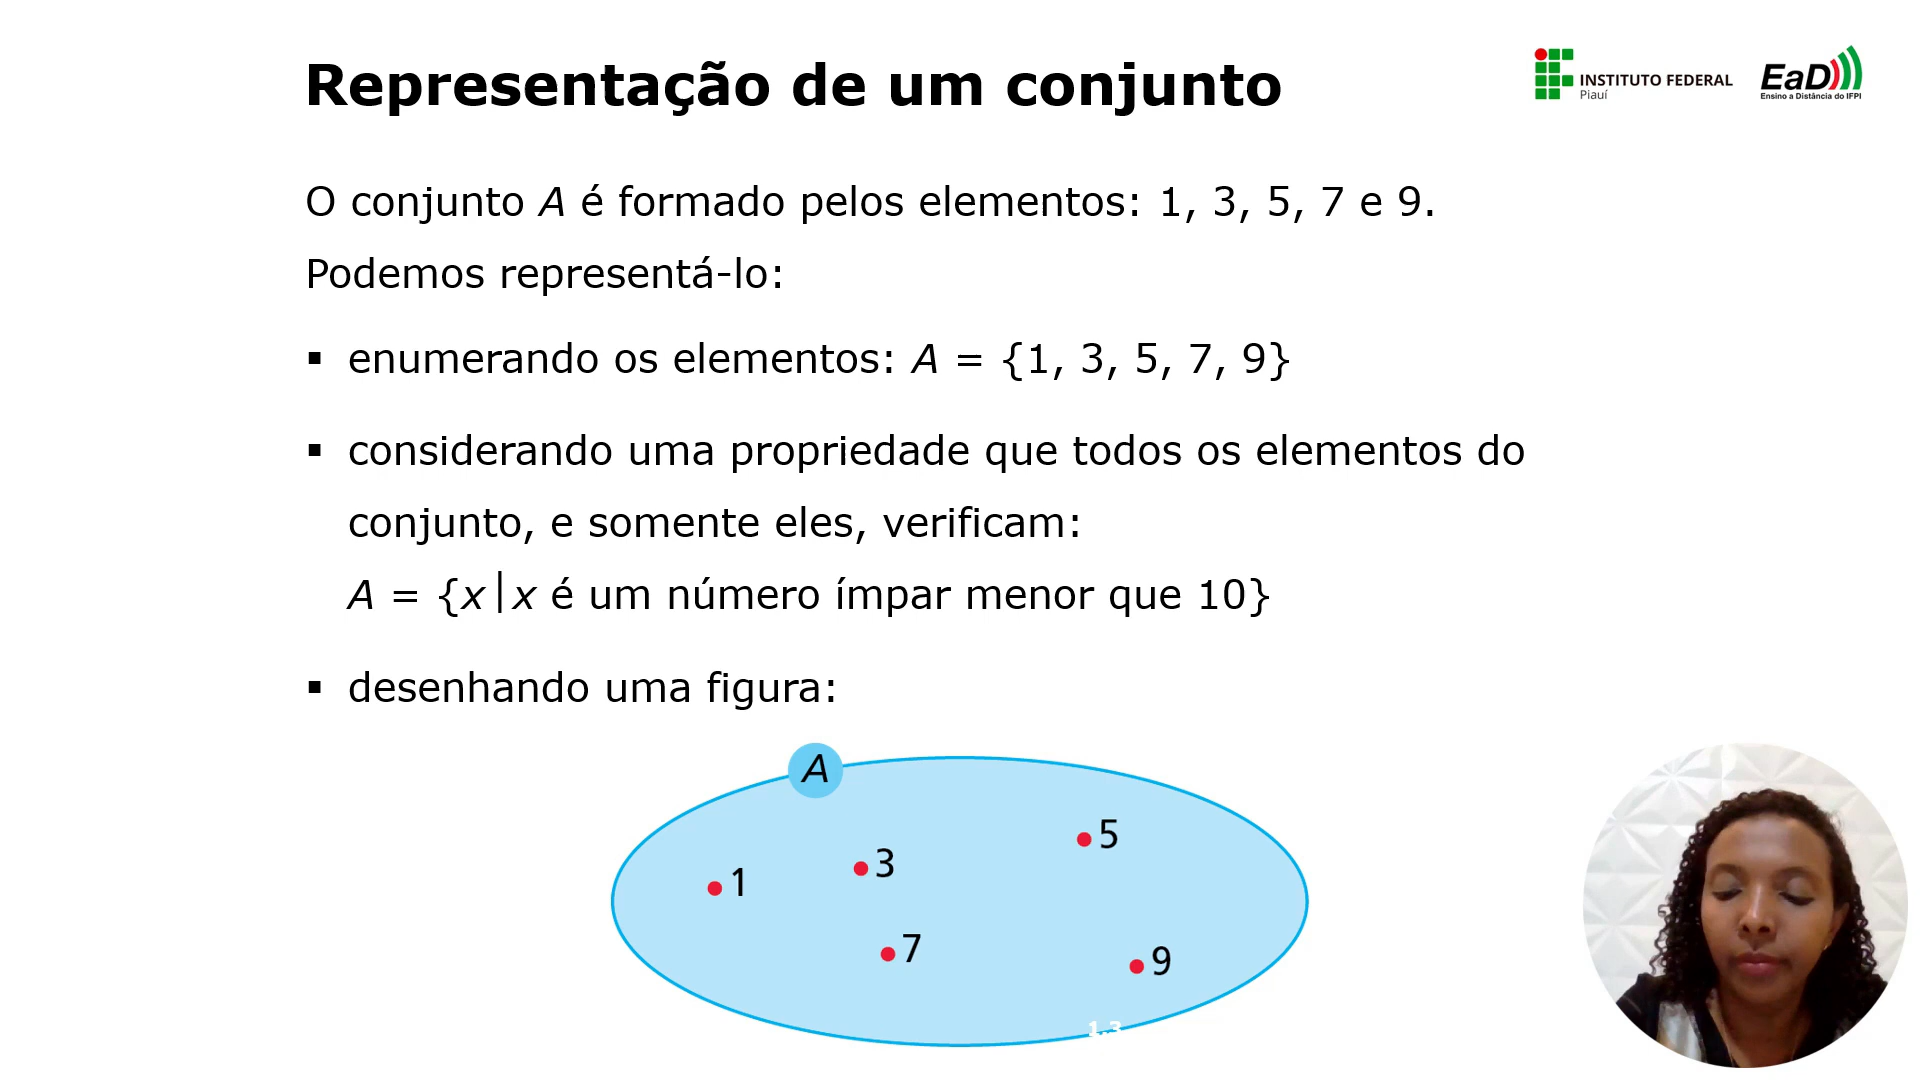 Representação de um conjunto
INSTITUTO FEDERAL
Piauí
EaD
Ensino a Distância do IFPI
O conjunto A é formado pelos elementos: 1, 3, 5, 7 e 9.
Podemos representá-lo:
▪ enumerando os elementos: A = {1, 3, 5, 7, 9}
▪ considerando uma propriedade que todos os elementos do
conjunto, e somente eles, verificam:
A = {x|x é um número ímpar menor que 10}
▪ desenhando uma figura:
A
5
3
1
7
9
1.3